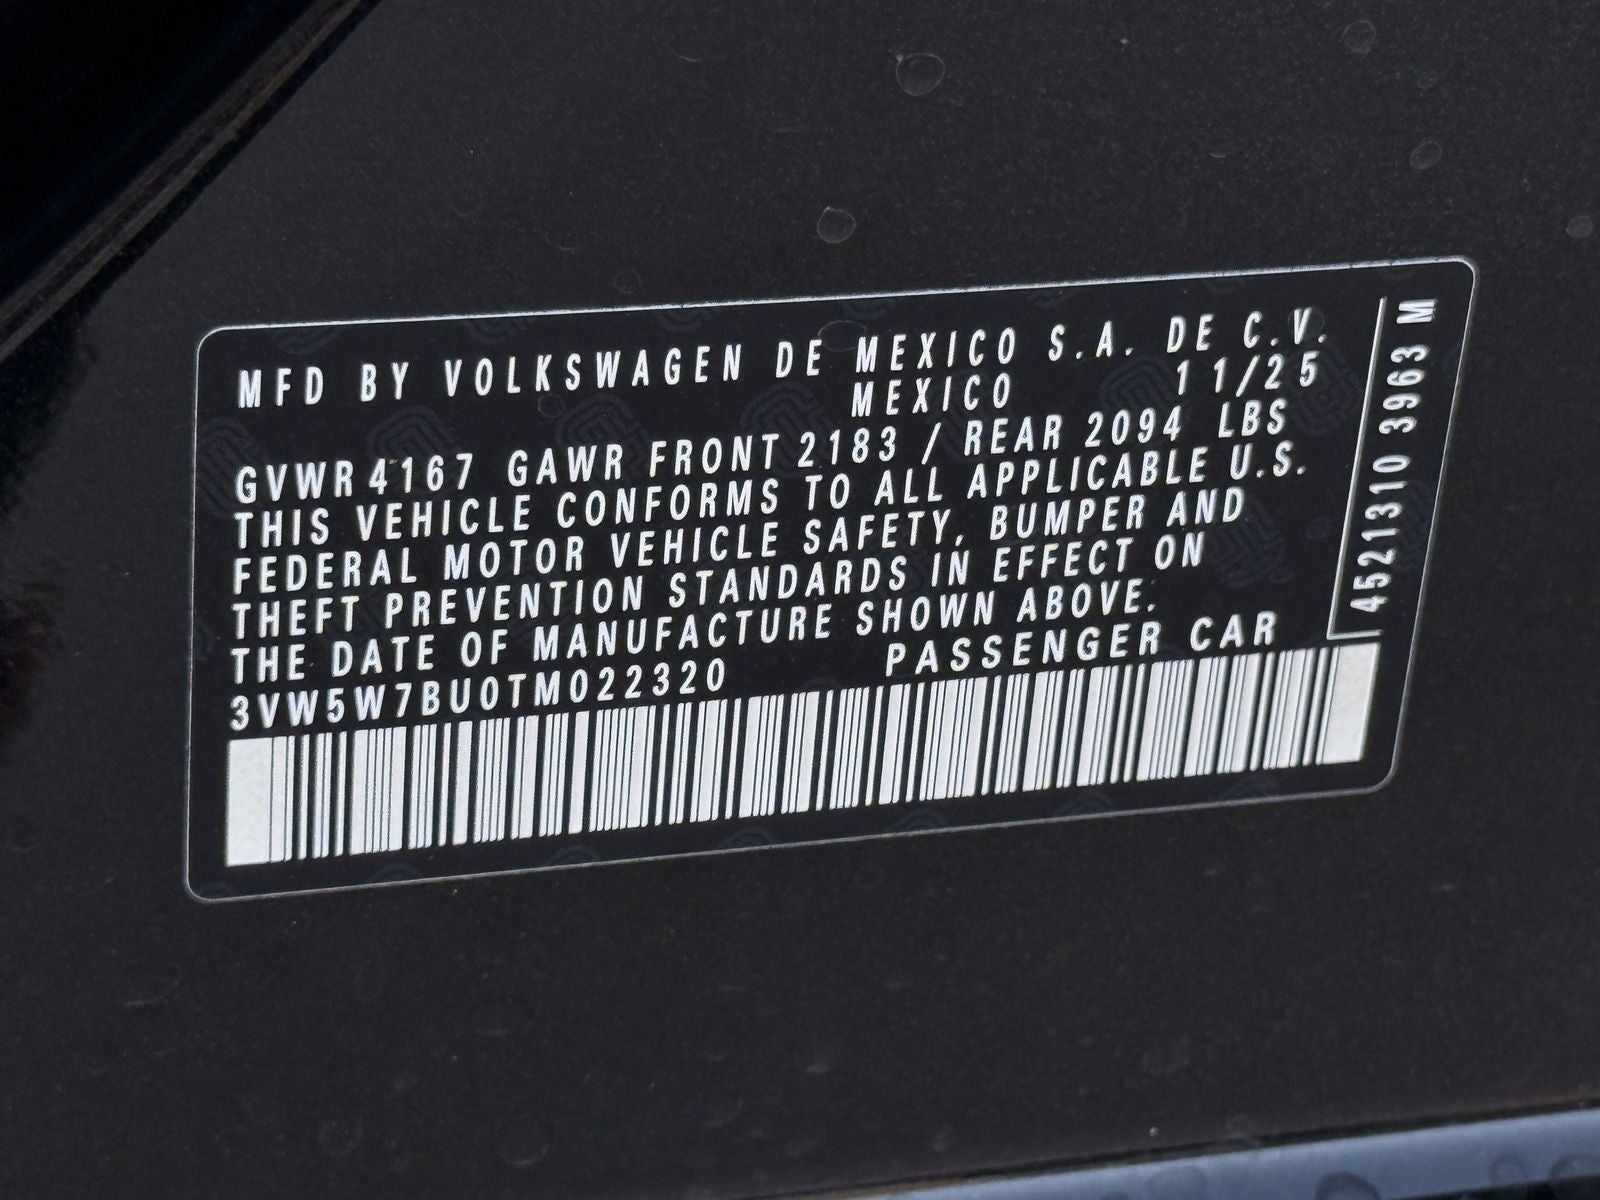 MFD BY VOLKSWAGEN DE MEXICO S.A. DE C.V.
MEXICO 11/25
GVWR 4167 GAWR FRONT 2183 / REAR 2094 LBS
THIS VEHICLE CONFORMS TO ALL APPLICABLE U.S.
FEDERAL MOTOR VEHICLE SAFETY, BUMPER AND
THEFT PREVENTION STANDARDS IN EFFECT ON
THE DATE OF MANUFACTURE SHOWN ABOVE.
3VW5W7BU0TM022320 PASSENGER CAR
4521310 3963 M